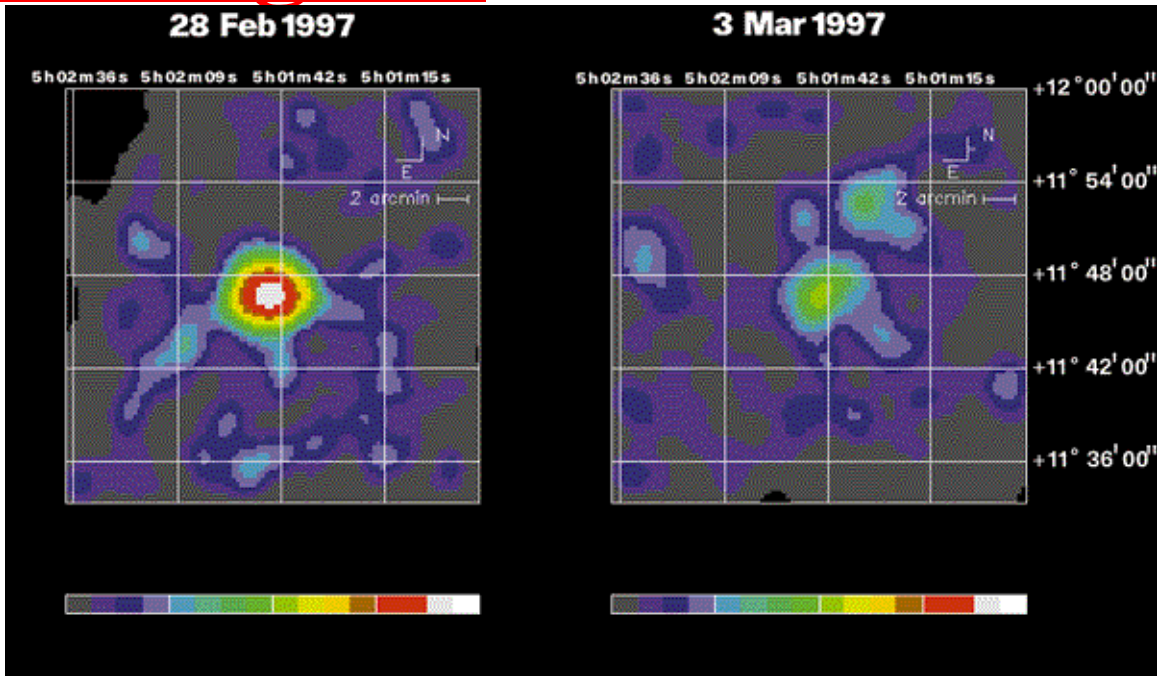 28 Feb 1997
3 Mar 1997
5h02m36s 5h02m09s 5h01m42s 5h01m15s
5h02m36s 5h02m09s 5h01m42s 5h01m15s
+12°00'00"
N
E
2 arcmin
N
E
2 arcmin
+11°54'00"
+11°48'00"
+11°42'00"
+11°36'00"